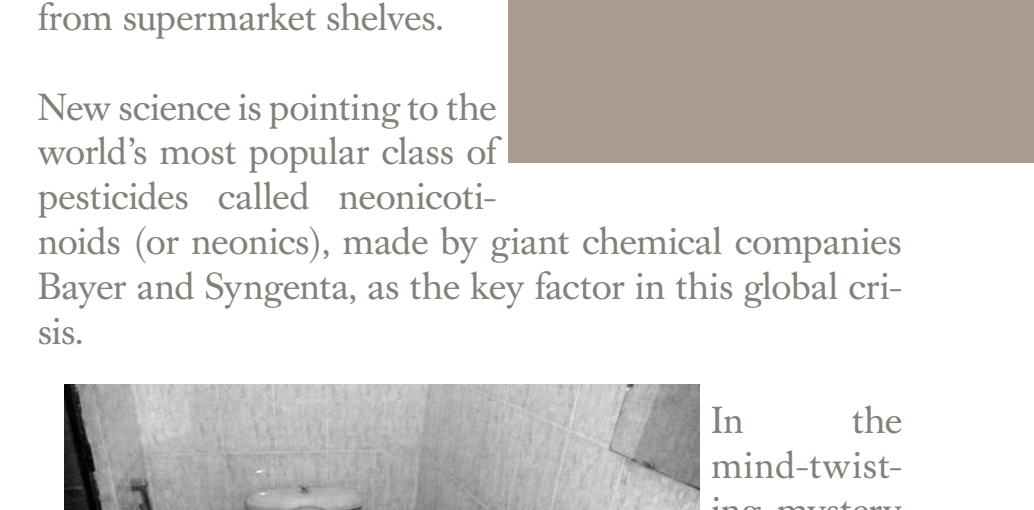 from supermarket shelves.
New science is pointing to the
world’s most popular class of
pesticides called neonicoti-
noids (or neonics), made by giant chemical companies
Bayer and Syngenta, as the key factor in this global cri-
sis.
In the
mind-twist-
ing mystery